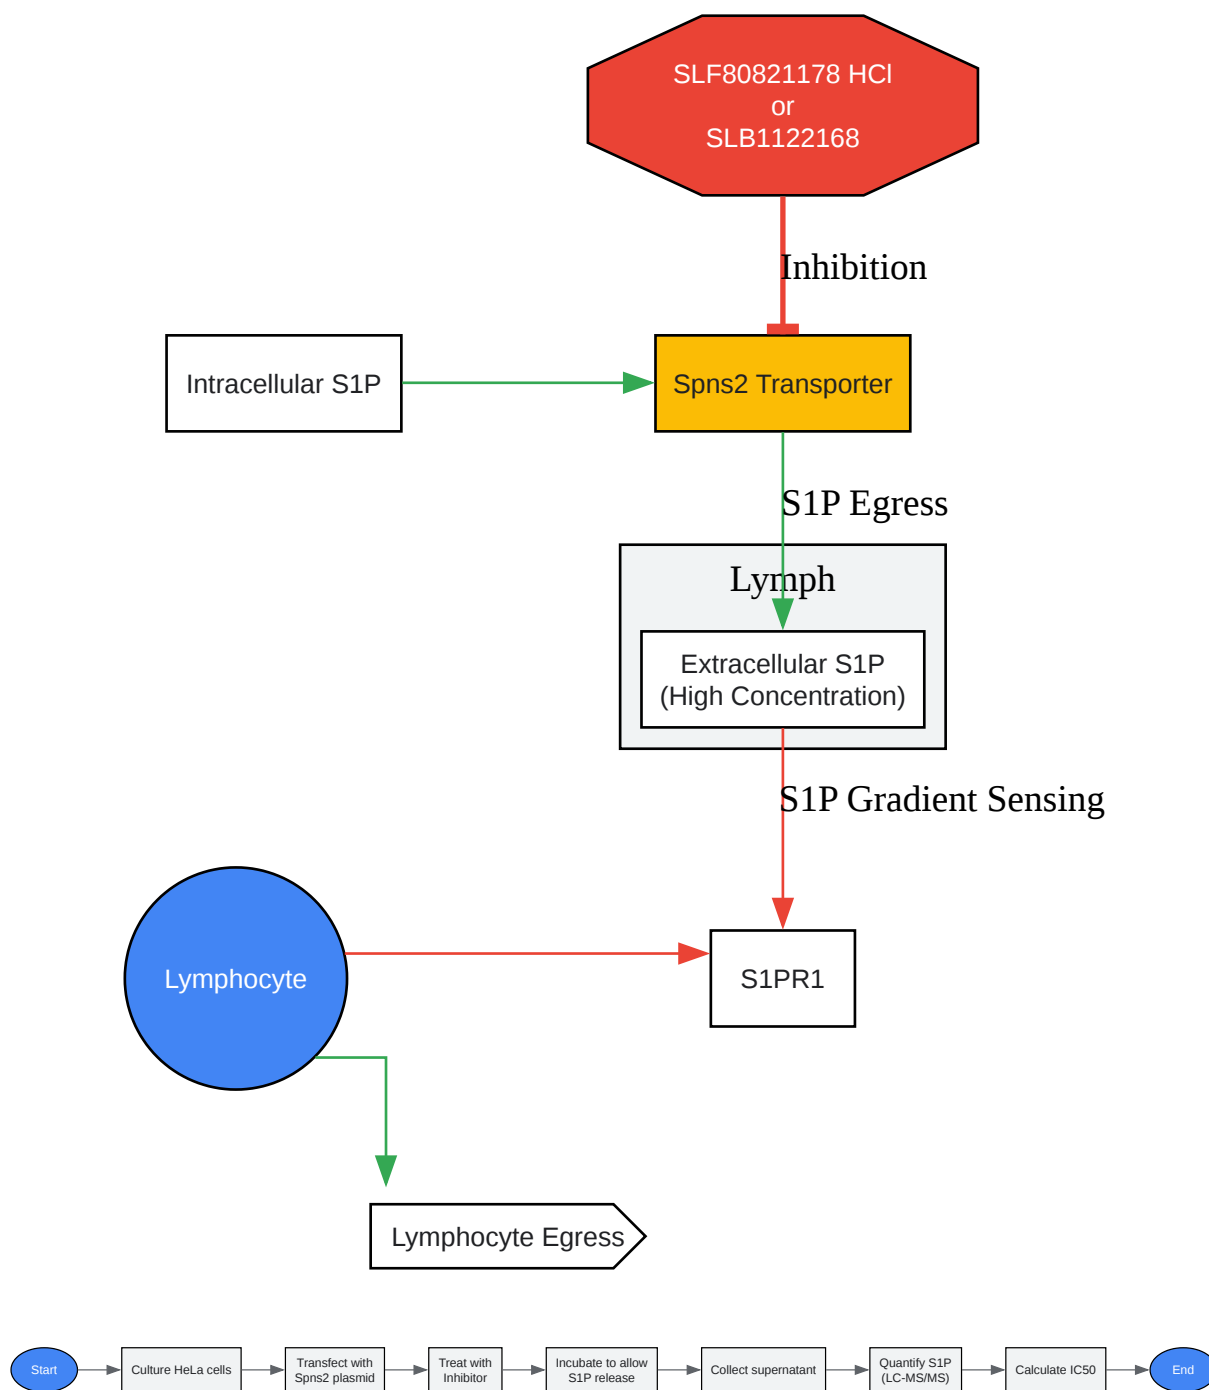 SLF80821178 HCl
or
SLB1122168
Inhibition
Intracellular S1P
Spns2 Transporter
S1P Egress
Lymph
Extracellular S1P
(High Concentration)
S1P Gradient Sensing
Lymphocyte
S1PR1
Lymphocyte Egress
Start
Culture HeLa cells
Transfect with
Spns2 plasmid
Treat with
Inhibitor
Incubate to allow
S1P release
Collect supernatant
Quantify S1P
(LC-MS/MS)
Calculate IC50
End